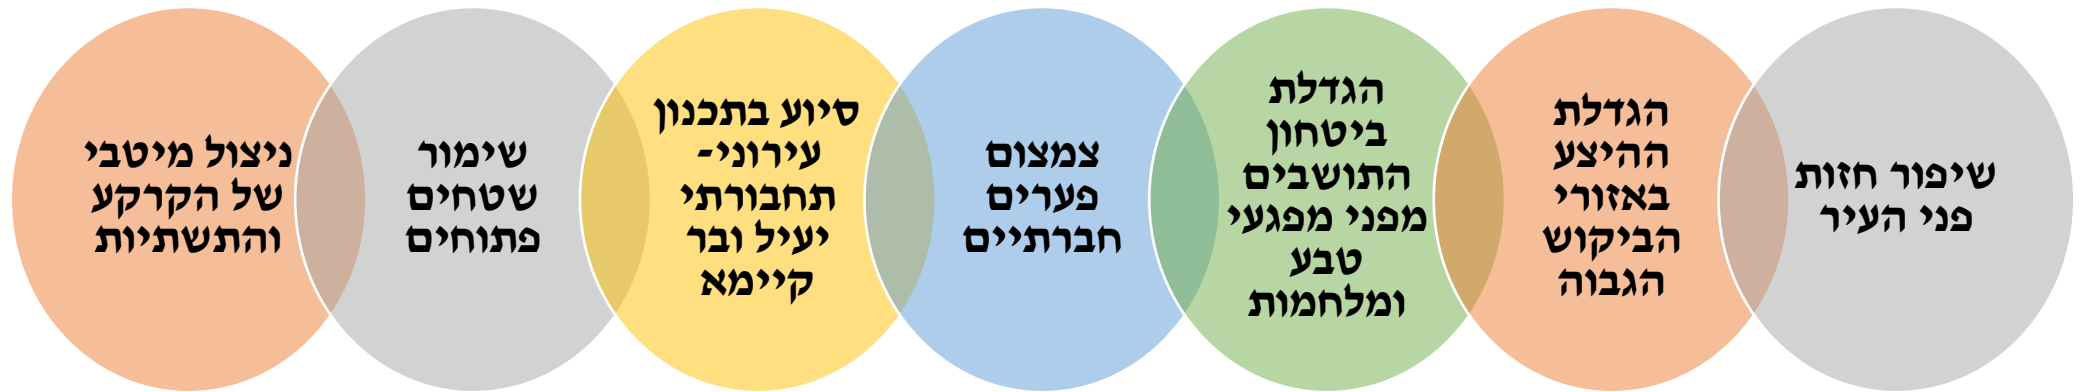 שיפור חזות
פני העיר
הגדלת
ההיצע
באזורי
הביקוש
הגבוה
הגדלת
ביטחון
התושבים
מפני מפגעי
טבע
ומלחמות
צמצום
פערים
חברתיים
סיוע בתכנון
עירוני-
תחבורתי
יעיל ובר
קיימא
שימור
שטחים
פתוחים
ניצול מיטבי
של הקרקע
והתשתיות